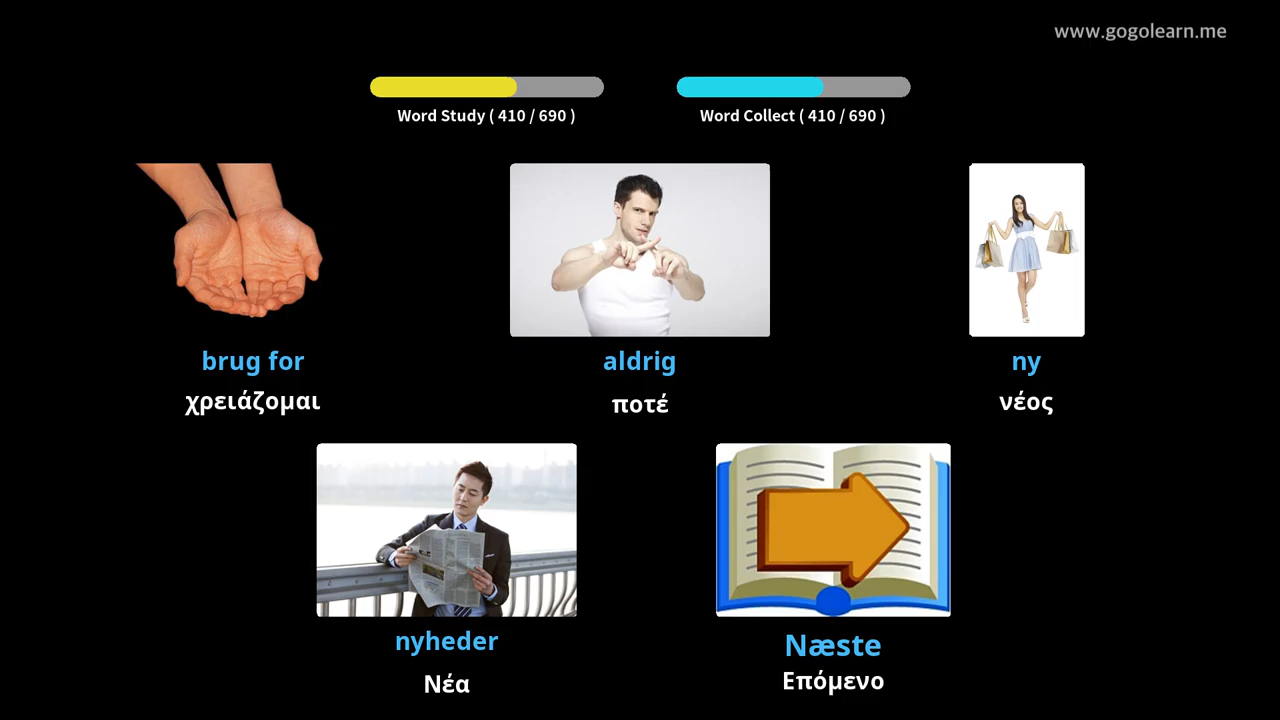 www.gogolearn.me
Word Study ( 410 / 690 )
Word Collect ( 410 / 690 )
brug for
χρειάζομαι
aldrig
ποτέ
ny
νέος
nyheder
Νέα
Næste
Επόμενο